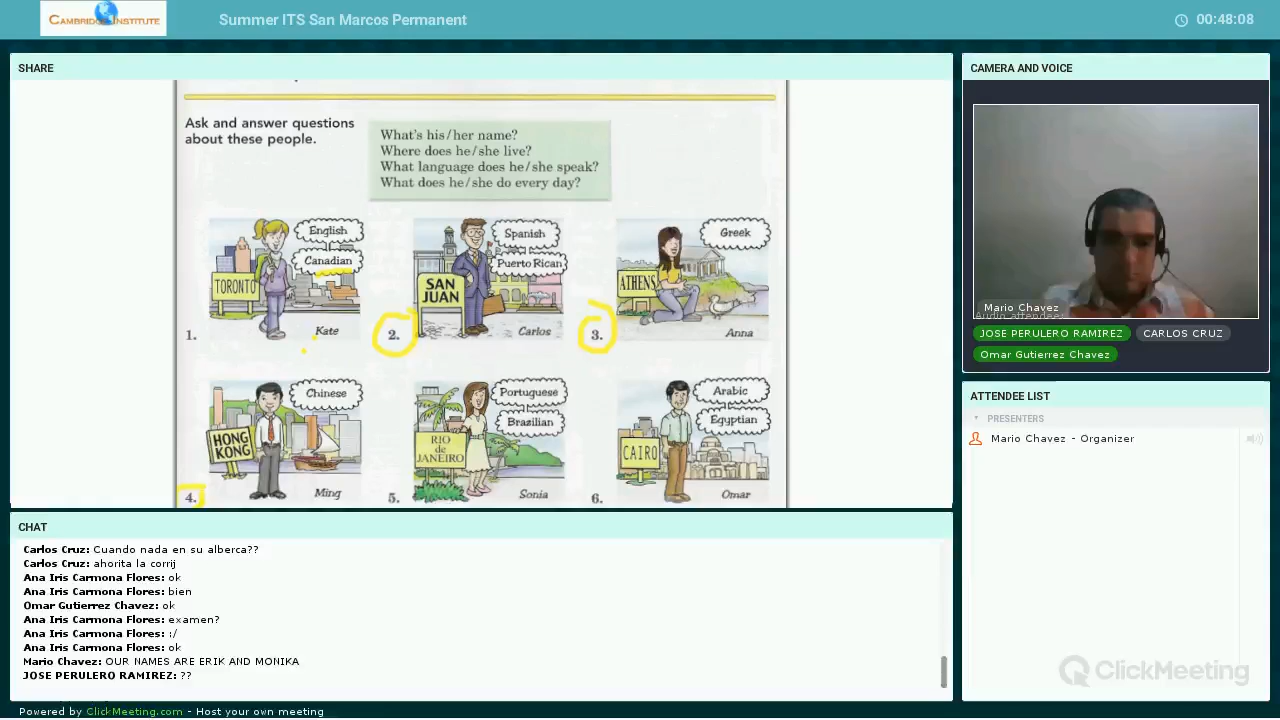 CAMBRIDGE INSTITUTE
Summer ITS San Marcos Permanent
00:48:08
SHARE
Ask and answer questions
about these people.
What's his/her name?
Where does he/she live?
What language does he/she speak?
What does he/she do every day?
English
Canadian
TORONTO
Kate
1.
Spanish
Puerto Rican
SAN
JUAN
Carlos
2.
Greek
ATHENS
Anna
3.
Chinese
HONG
KONG
Ming
4.
Portuguese
Brazilian
RIO
de
JANEIRO
Sonia
5.
Arabic
Egyptian
CAIRO
Omar
6.
CAMERA AND VOICE
Mario Chavez
JOSE PERULERO RAMIREZ
CARLOS CRUZ
Omar Gutierrez Chavez
ATTENDEE LIST
PRESENTERS
Mario Chavez - Organizer
ClickMeeting
CHAT
Carlos Cruz: Cuando nada en su alberca??
Carlos Cruz: ahorita la corrij
Ana Iris Carmona Flores: ok
Ana Iris Carmona Flores: bien
Omar Gutierrez Chavez: ok
Ana Iris Carmona Flores: examen?
Ana Iris Carmona Flores: :/
Ana Iris Carmona Flores: ok
Mario Chavez: OUR NAMES ARE ERIK AND MONIKA
JOSE PERULERO RAMIREZ: ??
Powered by ClickMeeting.com - Host your own meeting